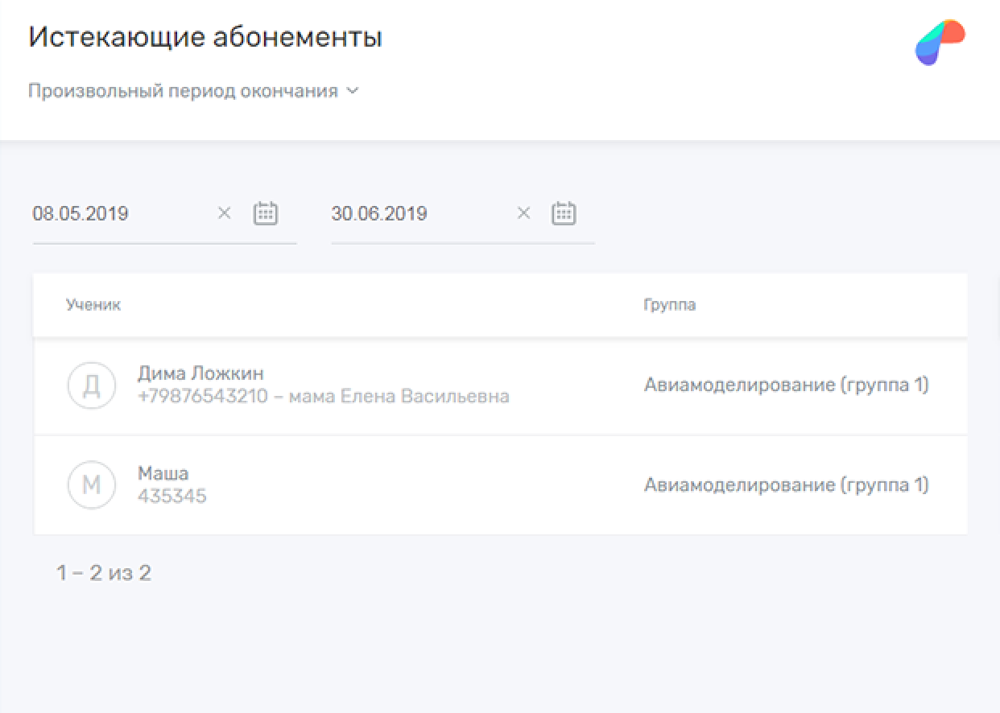 Истекающие абонементы
Произвольный период окончания
08.05.2019 30.06.2019
Ученик Группа
Д Дима Ложкин
+79876543210 – мама Елена Васильевна
Авиамоделирование (группа 1)
М Маша
435345
Авиамоделирование (группа 1)
1 – 2 из 2